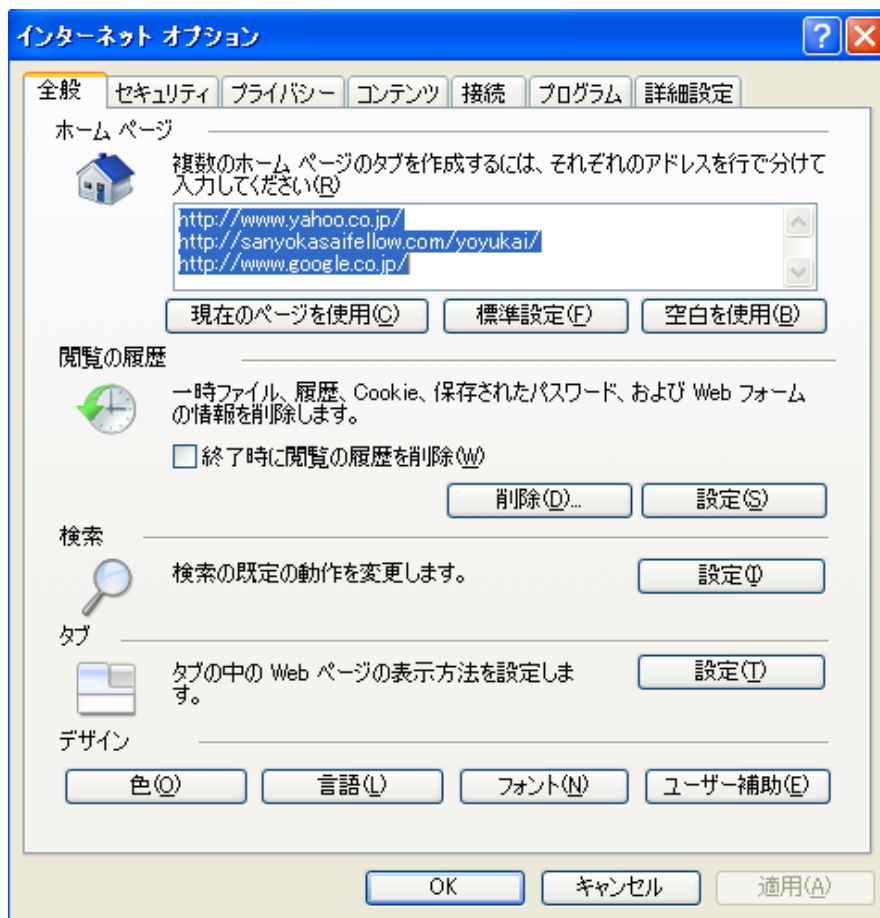 インターネット オプション
全般 セキュリティ プライバシー コンテンツ 接続 プログラム 詳細設定
ホーム ページ
複数のホーム ページのタブを作成するには、それぞれのアドレスを行で分けて
入力してください(R)
http://www.yahoo.co.jp/
http://sanyokasaifellow.com/yoyukai/
http://www.google.co.jp/
現在のページを使用(C) 標準設定(F) 空白を使用(B)
閲覧の履歴
一時ファイル、履歴、Cookie、保存されたパスワード、および Web フォーム
の情報を削除します。
終了時に閲覧の履歴を削除(W)
削除(D)... 設定(S)
検索
検索の既定の動作を変更します。
設定(I)
タブ
タブの中の Web ページの表示方法を設定しま
す。
設定(T)
デザイン
色(O) 言語(L) フォント(N) ユーザー補助(E)
OK キャンセル 適用(A)